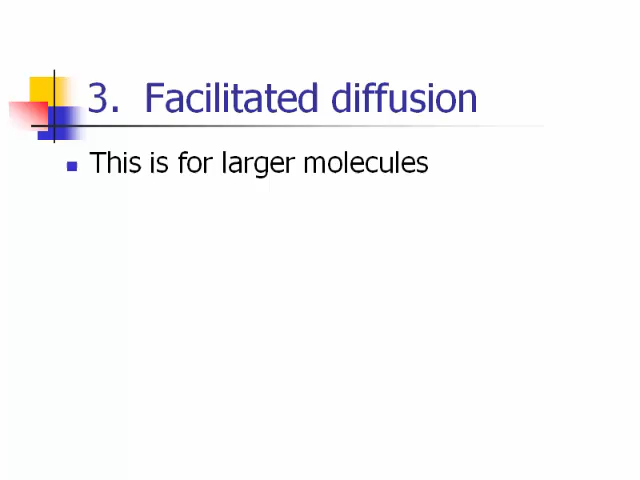 3. Facilitated diffusion
This is for larger molecules